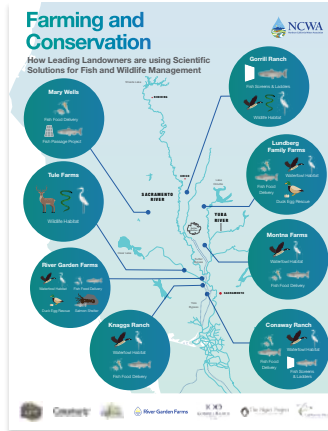 Farming and
Conservation
NCWA
How Leading Landowners are using Scientific
Solutions for Fish and Wildlife Management
Mary Wells
Fish Food Delivery
Fish Passage Project
Gorrill Ranch
Fish Screens & Ladders
Wildlife Habitat
REDDING
Tule Farms
Wildlife Habitat
SACRAMENTO
RIVER
YUBA
RIVER
Lundberg
Family Farms
Waterfowl Habitat
Fish Food
Delivery
Duck Egg Rescue
Montna Farms
Waterfowl Habitat
Fish Food Delivery
River Garden Farms
Waterfowl Habitat
Fish Food Delivery
Duck Egg Rescue
Salmon Shelter
SACRAMENTO
Knaggs Ranch
Waterfowl Habitat
Fish Food Delivery
Conaway Ranch
Fish Food
Delivery
Waterfowl Habitat
Fish Screens
& Ladders
River Garden Farms